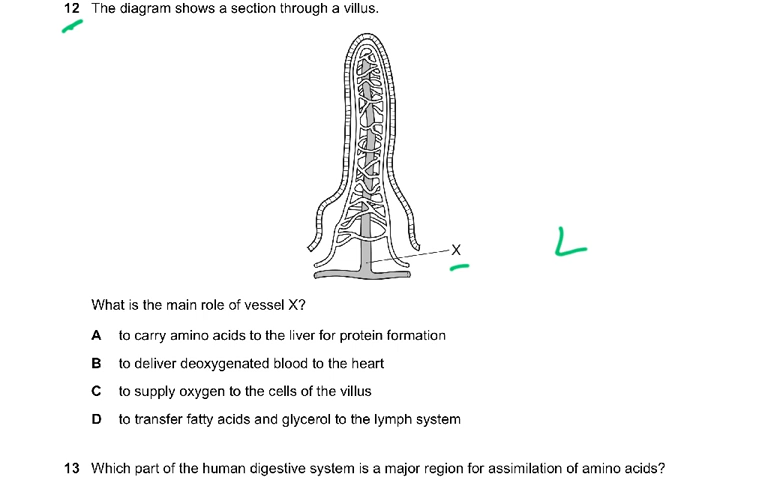 12 The diagram shows a section through a villus.
X
L
What is the main role of vessel X?
A to carry amino acids to the liver for protein formation
B to deliver deoxygenated blood to the heart
C to supply oxygen to the cells of the villus
D to transfer fatty acids and glycerol to the lymph system
13 Which part of the human digestive system is a major region for assimilation of amino acids?